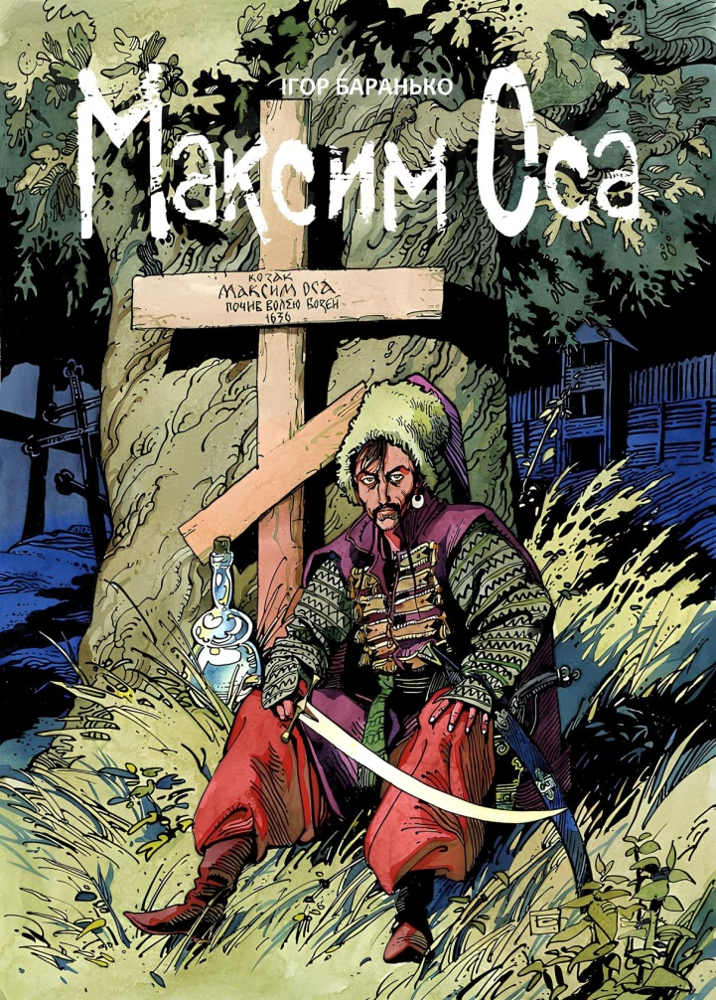 ІГОР БАРАНЬКО
Максим Оса
КОЗАК
МАКСИМ ОСА
ПОЧИВ ВОЛЕЮ БОЖЕЙ
1636